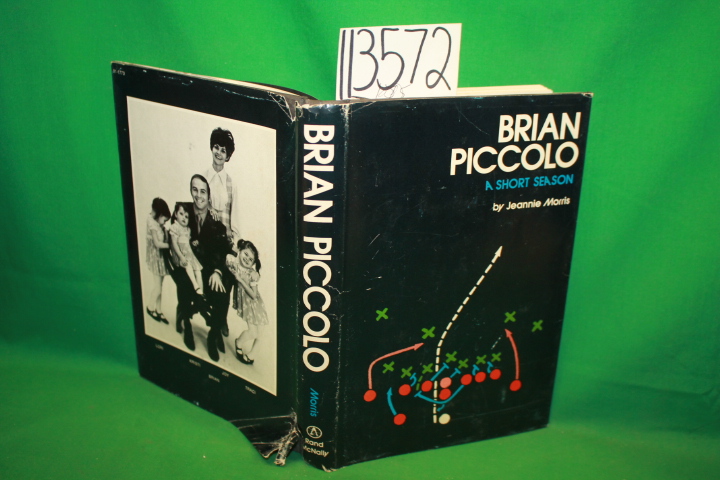 113572
BRIAN
PICCOLO
A SHORT SEASON
by Jeannie Morris
BRIAN PICCOLO
Morris
Rand
McNally